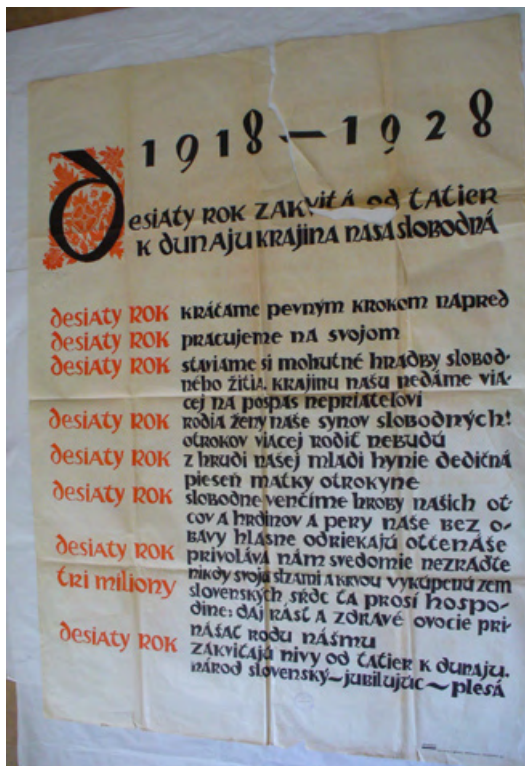 1918 — 1928
Desiaty rok zakvitá od tatier
k dunaju krajina naša slobodná
desiaty rok kráčame pevným krokom napred
desiaty rok pracujeme na svojom
desiaty rok staviame si mohutné hradby slobod-
ného žitia. krajinu našu nedáme via-
cej na pospas nepriateľovi
desiaty rok rodia ženy naše synov slobodných!
otrokov viacej rodiť nebudú
desiaty rok z hrudi našej mladi hynie dedičná
pieseň matky otrokyne
desiaty rok slobodne venčíme hroby našich ot-
cov a hrdinov a pery naše bez o-
bavy hlasne odriekajú otčenáše
desiaty rok privolává nám svedomie nezraďte
nikdy svoju slzami a krvou vykúpenú zem
tri miliony slovenských sŕdc ťa prosí hospo-
dine: daj rásť a zdravé ovocie pri-
nášať rodu nášmu
desiaty rok zakvitajú nivy od tatier k dunaju.
národ slovenský — jubilujúc — plesá